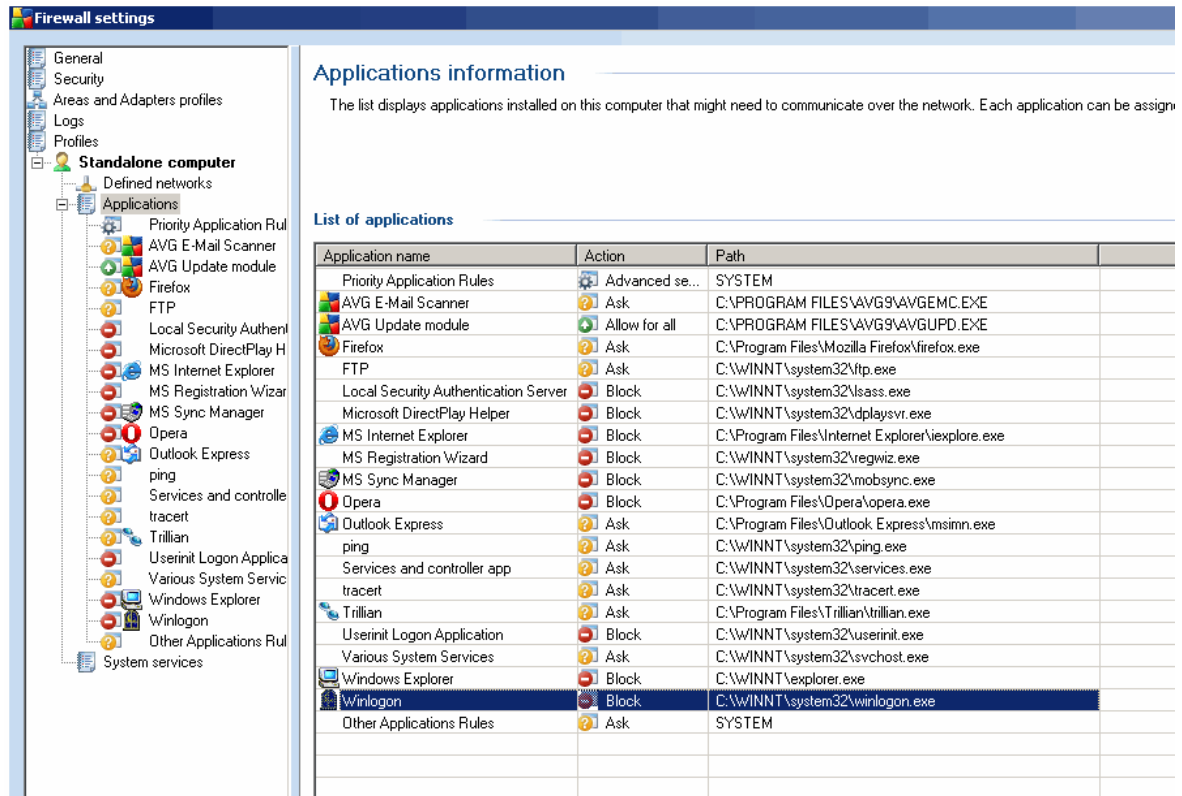 Firewall settings
General
Security
Areas and Adapters profiles
Logs
Profiles
Standalone computer
Defined networks
Applications
Priority Application Rul
AVG E-Mail Scanner
AVG Update module
Firefox
FTP
Local Security Authent
Microsoft DirectPlay H
MS Internet Explorer
MS Registration Wizar
MS Sync Manager
Opera
Outlook Express
ping
Services and controlle
tracert
Trillian
Userinit Logon Applica
Various System Servic
Windows Explorer
Winlogon
Other Applications Rul
System services
Applications information
The list displays applications installed on this computer that might need to communicate over the network. Each application can be assign
List of applications
Application name Action Path
Priority Application Rules Advanced se... SYSTEM
AVG E-Mail Scanner Ask C:\PROGRAM FILES\AVG9\AVGEMC.EXE
AVG Update module Allow for all C:\PROGRAM FILES\AVG9\AVGUPD.EXE
Firefox Ask C:\Program Files\Mozilla Firefox\firefox.exe
FTP Ask C:\WINNT\system32\ftp.exe
Local Security Authentication Server Block C:\WINNT\system32\lsass.exe
Microsoft DirectPlay Helper Block C:\WINNT\system32\dplaysvr.exe
MS Internet Explorer Block C:\Program Files\Internet Explorer\iexplore.exe
MS Registration Wizard Block C:\WINNT\system32\regwiz.exe
MS Sync Manager Block C:\WINNT\system32\mobsync.exe
Opera Block C:\Program Files\Opera\opera.exe
Outlook Express Ask C:\Program Files\Outlook Express\msimn.exe
ping Ask C:\WINNT\system32\ping.exe
Services and controller app Ask C:\WINNT\system32\services.exe
tracert Ask C:\WINNT\system32\tracert.exe
Trillian Ask C:\Program Files\Trillian\trillian.exe
Userinit Logon Application Block C:\WINNT\system32\userinit.exe
Various System Services Ask C:\WINNT\system32\svchost.exe
Windows Explorer Block C:\WINNT\explorer.exe
Winlogon Block C:\WINNT\system32\winlogon.exe
Other Applications Rules Ask SYSTEM